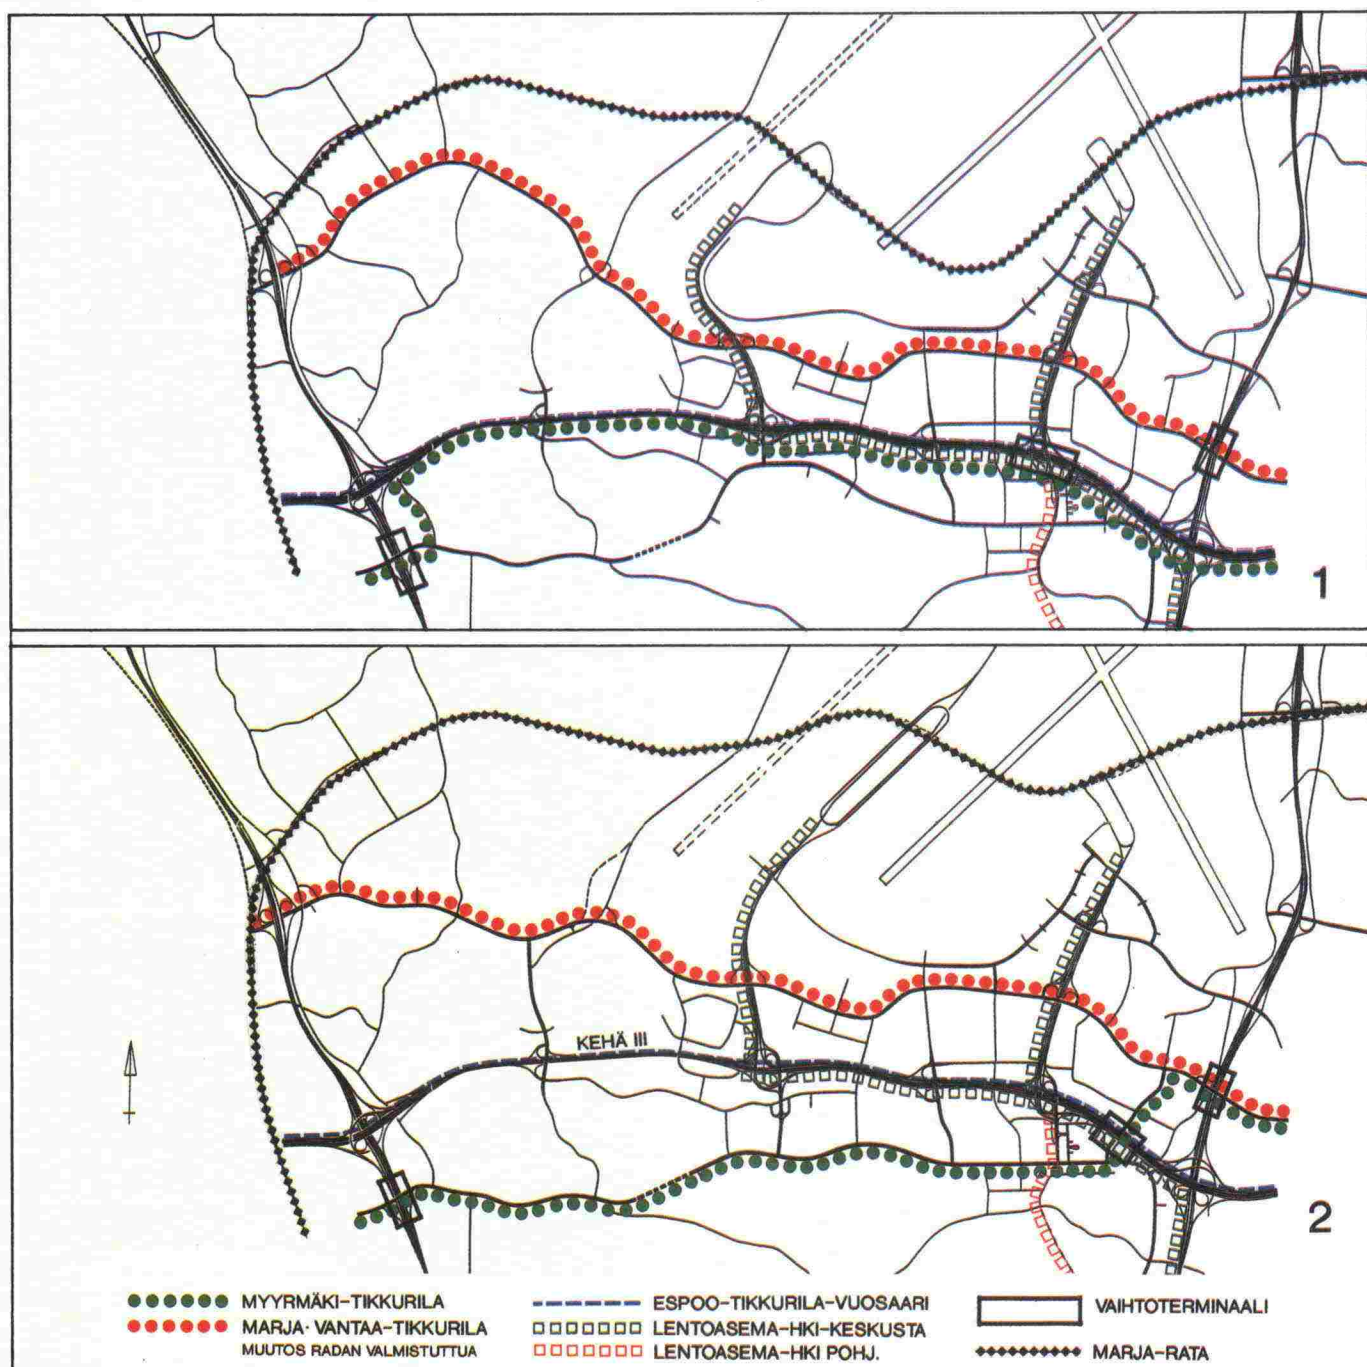 1
KEHÄ III
2
MYYRMÄKI-TIKKURILA
MARJA-VANTAA-TIKKURILA
MUUTOS RADAN VALMISTUTTUA
ESPOO-TIKKURILA-VUOSAARI
LENTOASEMA-HKI-KESKUSTA
LENTOASEMA-HKI POHJ.
VAIHTOTERMINAALI
MARJA-RATA